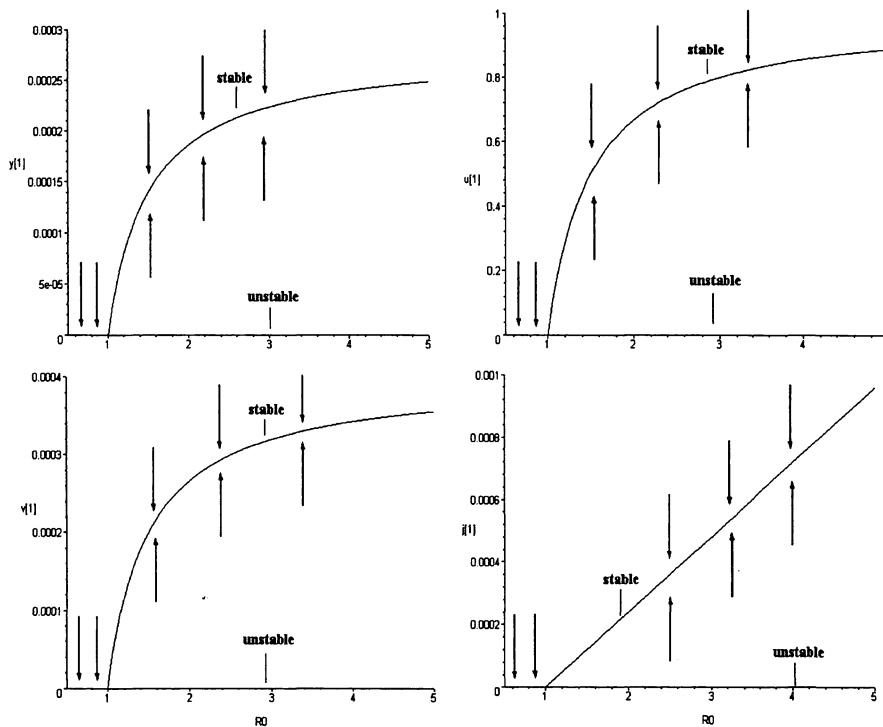 0.0003
0.00025
stable
0.0002
0.00015
y[1]
0.0001
5e-05
unstable
0
1
2
3
4
5
1
stable
0.8
0.6
u[1]
0.4
0.2
unstable
0
1
2
3
4
5
0.0004
stable
0.0003
v[1]
0.0002
0.0001
unstable
0
1
2
3
4
5
R0
0.001
0.0008
0.0006
j[1]
0.0004
stable
0.0002
unstable
0
1
2
3
4
5
R0